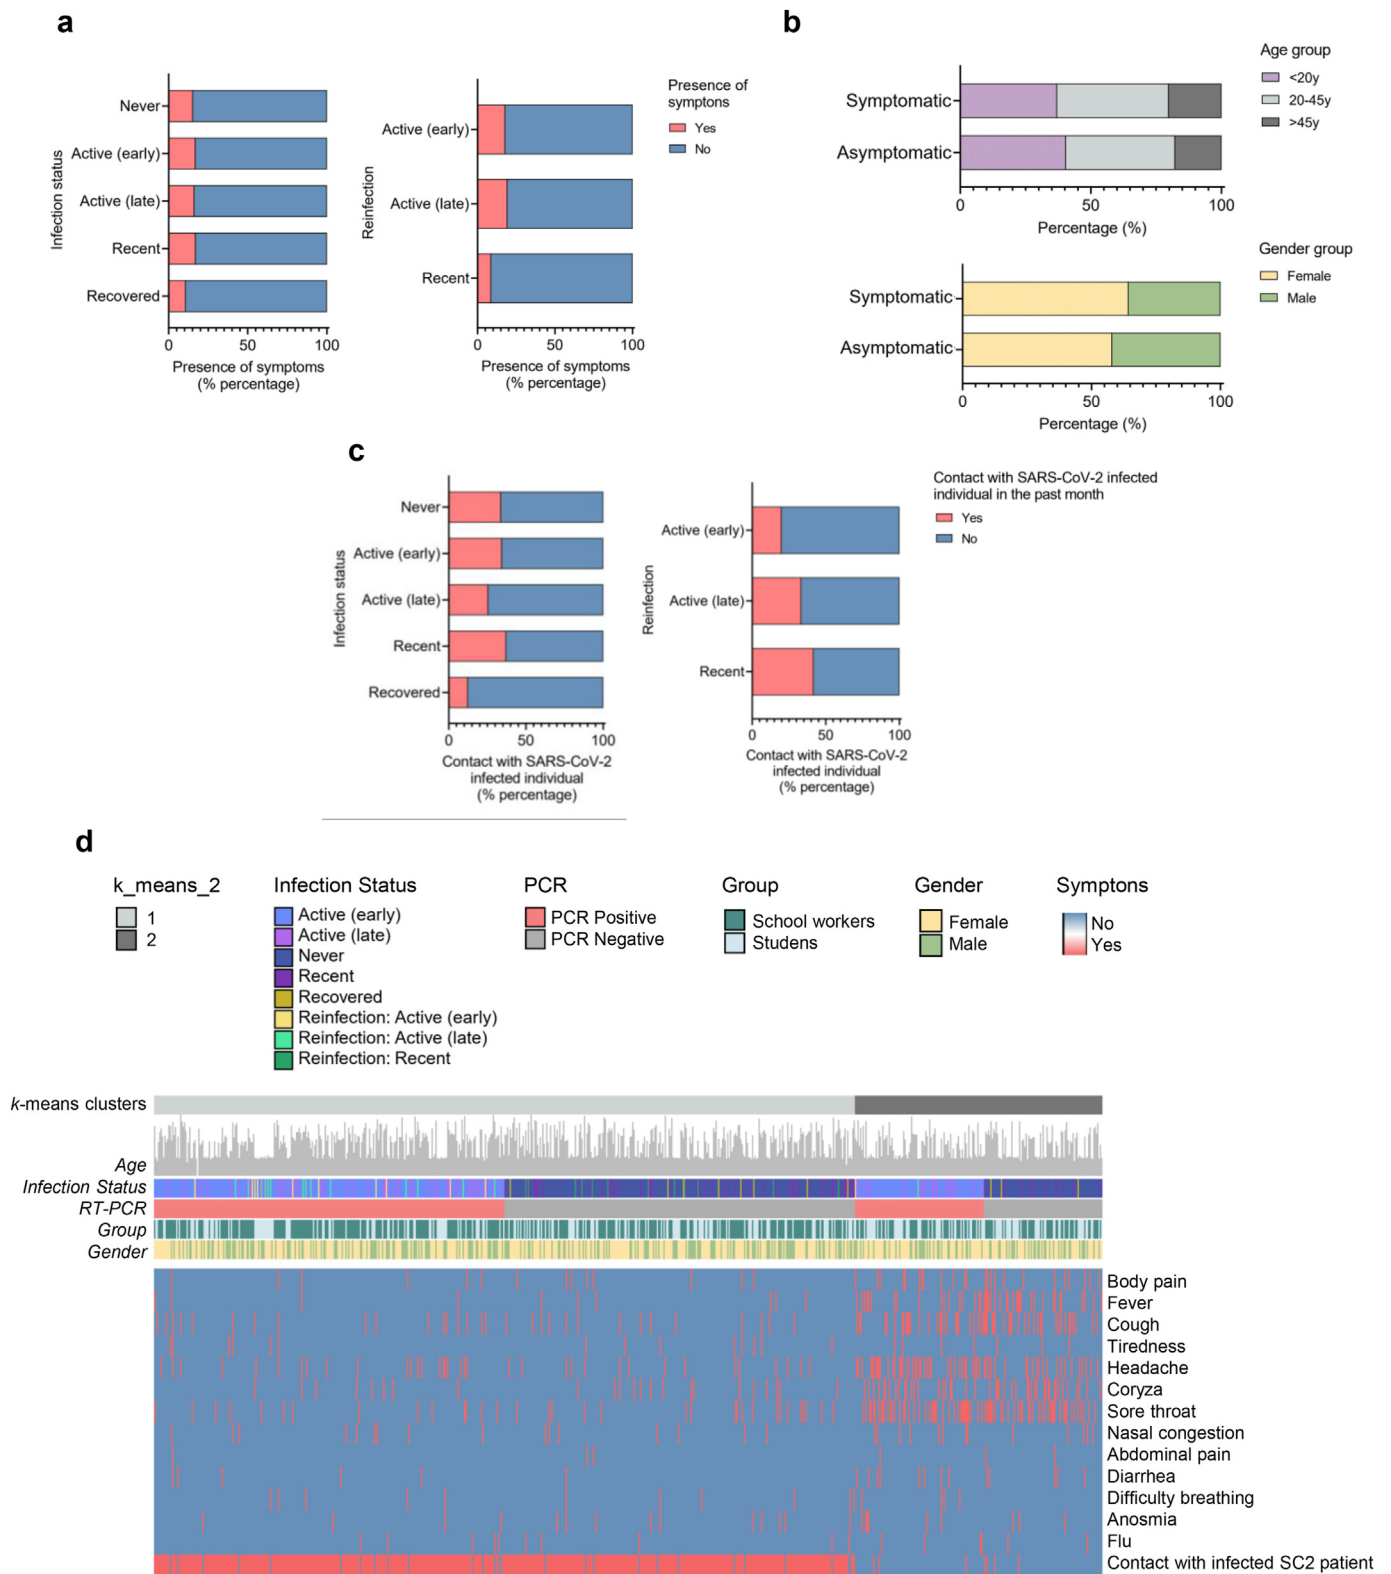 a
Never
Active (early)
Active (late)
Recent
Recovered
Infection status
0 50 100
Presence of symptoms
(% percentage)
Active (early)
Active (late)
Recent
Reinfection
0 50 100
Presence of symptoms
(% percentage)
Presence of
symptons
Yes
No
b
Symptomatic
Asymptomatic
0 50 100
Percentage (%)
Age group
<20y
20-45y
>45y
Symptomatic
Asymptomatic
0 50 100
Percentage (%)
Gender group
Female
Male
c
Never
Active (early)
Active (late)
Recent
Recovered
Infection status
0 50 100
Contact with SARS-CoV-2
infected individual
(% percentage)
Active (early)
Active (late)
Recent
Reinfection
0 50 100
Contact with SARS-CoV-2
infected individual
(% percentage)
Contact with SARS-CoV-2 infected
individual in the past month
Yes
No
d
k_means_2
1
2
Infection Status
Active (early)
Active (late)
Never
Recent
Recovered
Reinfection: Active (early)
Reinfection: Active (late)
Reinfection: Recent
PCR
PCR Positive
PCR Negative
Group
School workers
Studens
Gender
Female
Male
Symptons
No
Yes
k-means clusters
Age
Infection Status
RT-PCR
Group
Gender
Body pain
Fever
Cough
Tiredness
Headache
Coryza
Sore throat
Nasal congestion
Abdominal pain
Diarrhea
Difficulty breathing
Anosmia
Flu
Contact with infected SC2 patient